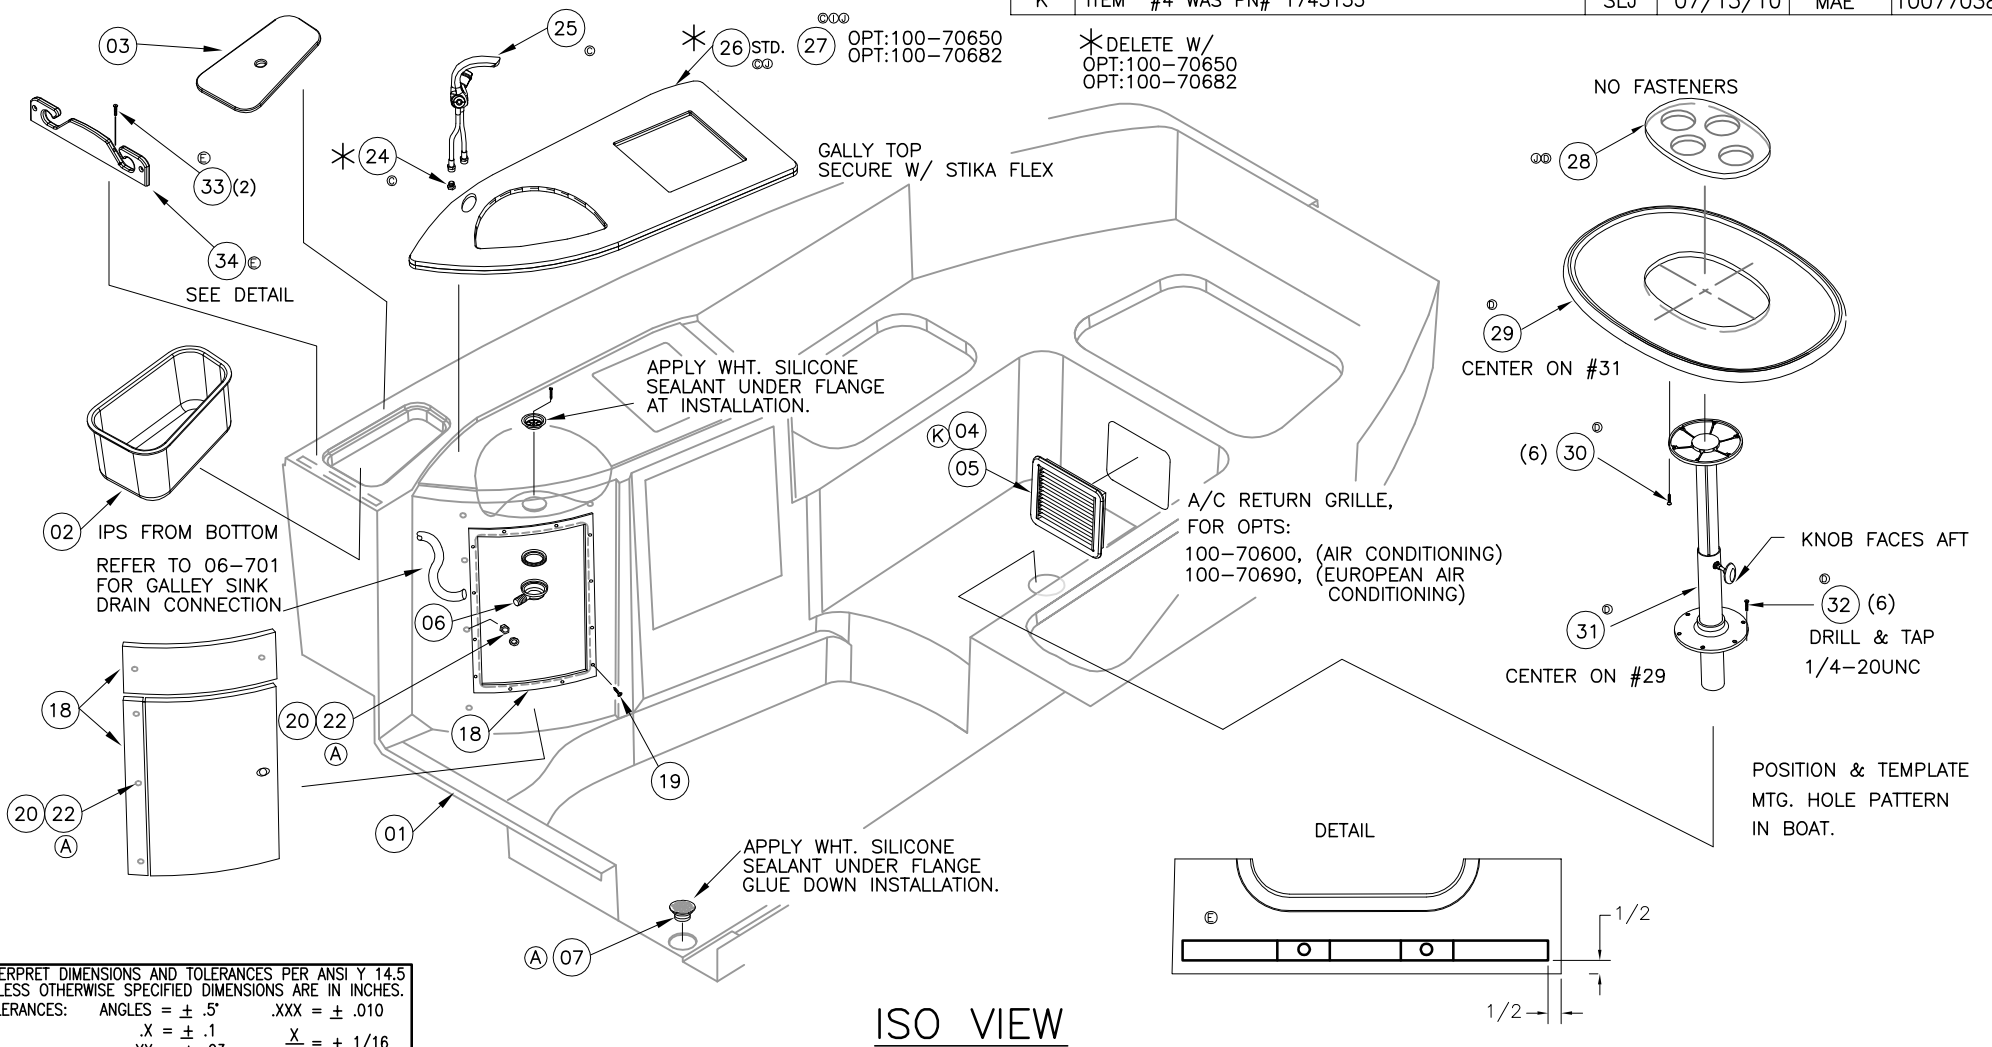 K ITEM #4 WAS PN# 1745155 SLJ 07/15/10 MAE
03
25
C
* 26 STD.
CJ
27
CIJ
OPT:100-70650
OPT:100-70682
* DELETE W/
OPT:100-70650
OPT:100-70682
NO FASTENERS
JD 28
* 24
C
E
33 (2)
34 E
SEE DETAIL
GALLY TOP
SECURE W/ STIKA FLEX
D
29
CENTER ON #31
APPLY WHT. SILICONE
SEALANT UNDER FLANGE
AT INSTALLATION.
K 04
05
D
(6) 30
A/C RETURN GRILLE,
FOR OPTS:
100-70600, (AIR CONDITIONING)
100-70690, (EUROPEAN AIR
CONDITIONING)
02 IPS FROM BOTTOM
REFER TO 06-701
FOR GALLEY SINK
DRAIN CONNECTION
06
KNOB FACES AFT
D
32 (6)
DRILL & TAP
1/4-20UNC
D
31
CENTER ON #29
18
20 22
A
18
19
20 22
A
01
POSITION & TEMPLATE
MTG. HOLE PATTERN
IN BOAT.
DETAIL
APPLY WHT. SILICONE
SEALANT UNDER FLANGE
GLUE DOWN INSTALLATION.
A 07
E
1/2
1/2
ERPRET DIMENSIONS AND TOLERANCES PER ANSI Y 14.5
LESS OTHERWISE SPECIFIED DIMENSIONS ARE IN INCHES.
ERANCES: ANGLES = ± .5° .XXX = ± .010
.X = ± .1 X = ± 1/16
ISO VIEW